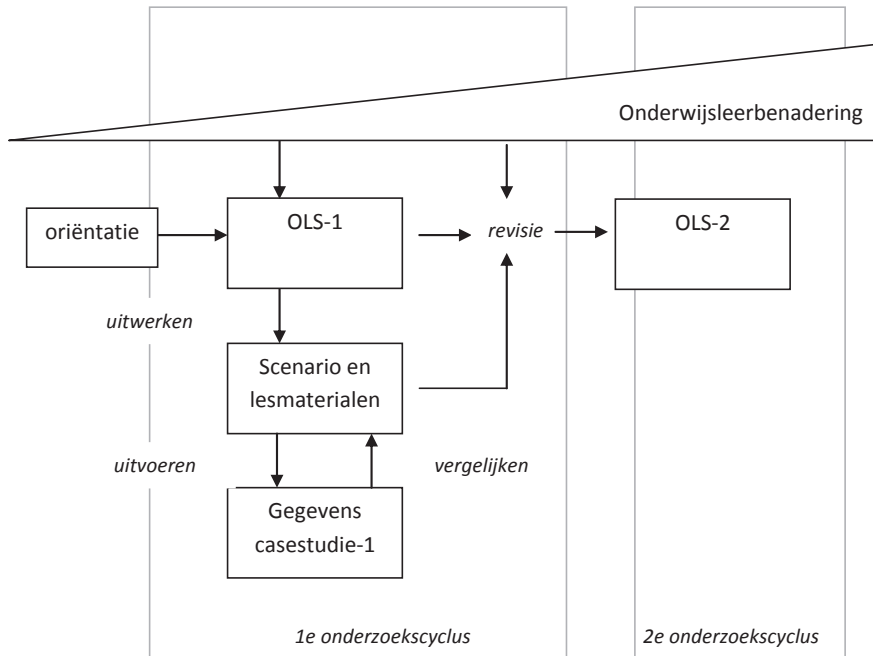 Onderwijsleerbenadering
oriëntatie
OLS-1
revisie
OLS-2
uitwerken
Scenario en
lesmaterialen
uitvoeren
vergelijken
Gegevens
casestudie-1
1e onderzoekscyclus
2e onderzoekscyclus